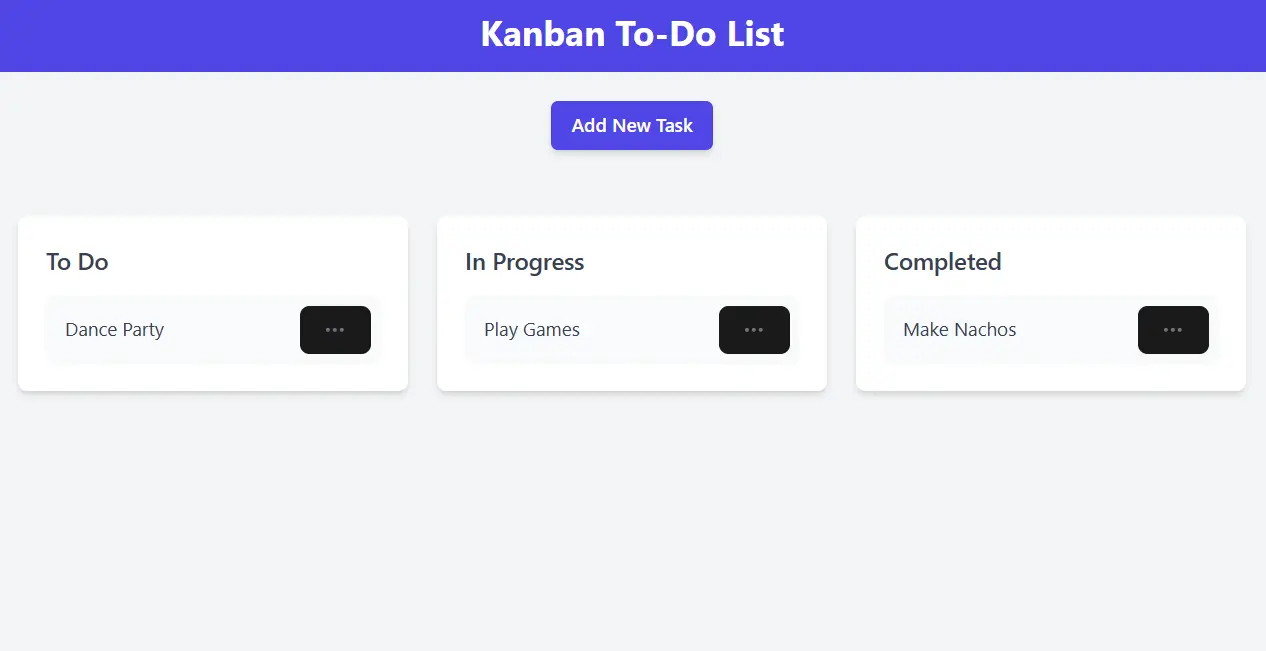 Kanban To-Do List
Add New Task
To Do
Dance Party
...
In Progress
Play Games
...
Completed
Make Nachos
...